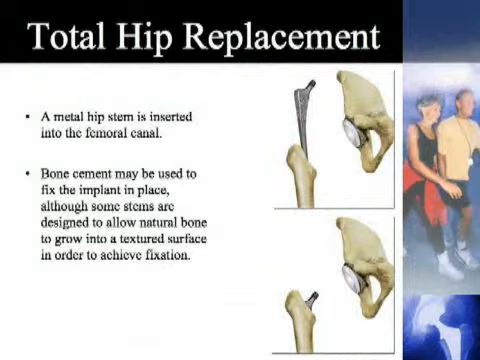 Total Hip Replacement
• A metal hip stem is inserted
into the femoral canal.
• Bone cement may be used to
fix the implant in place,
although some stems are
designed to allow natural bone
to grow into a textured surface
in order to achieve fixation.